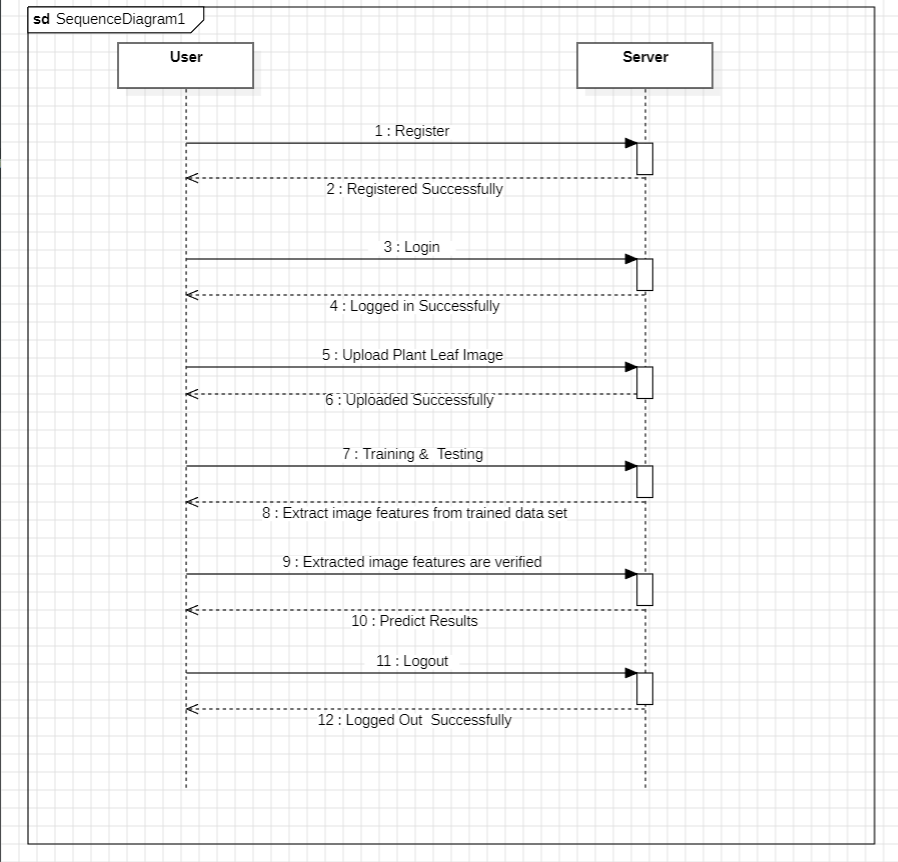 sd SequenceDiagram1
User
Server
1 : Register
2 : Registered Successfully
3 : Login
4 : Logged in Successfully
5 : Upload Plant Leaf Image
6 : Uploaded Successfully
7 : Training &  Testing
8 : Extract image features from trained data set
9 : Extracted image features are verified
10 : Predict Results
11 : Logout
12 : Logged Out  Successfully